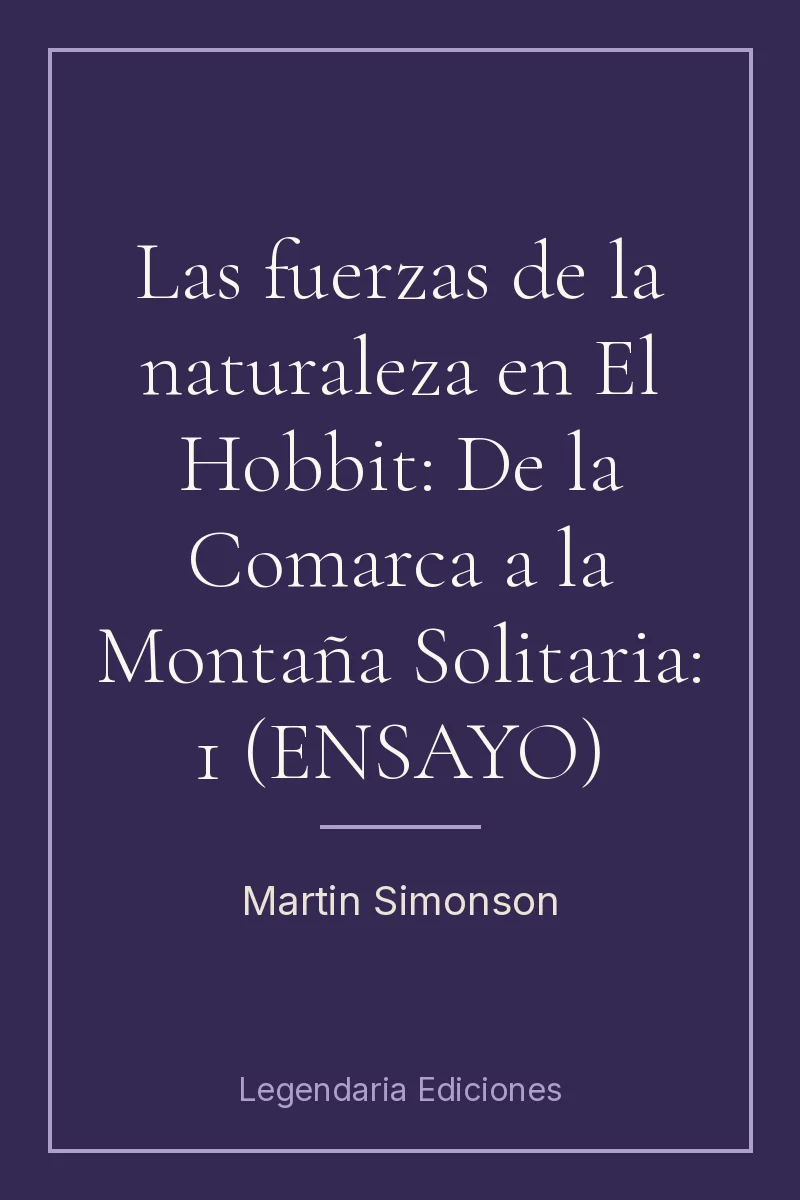 Las fuerzas de la
naturaleza en El
Hobbit: De la
Comarca a la
Montaña Solitaria:
1 (ENSAYO)
Martin Simonson
Legendaria Ediciones